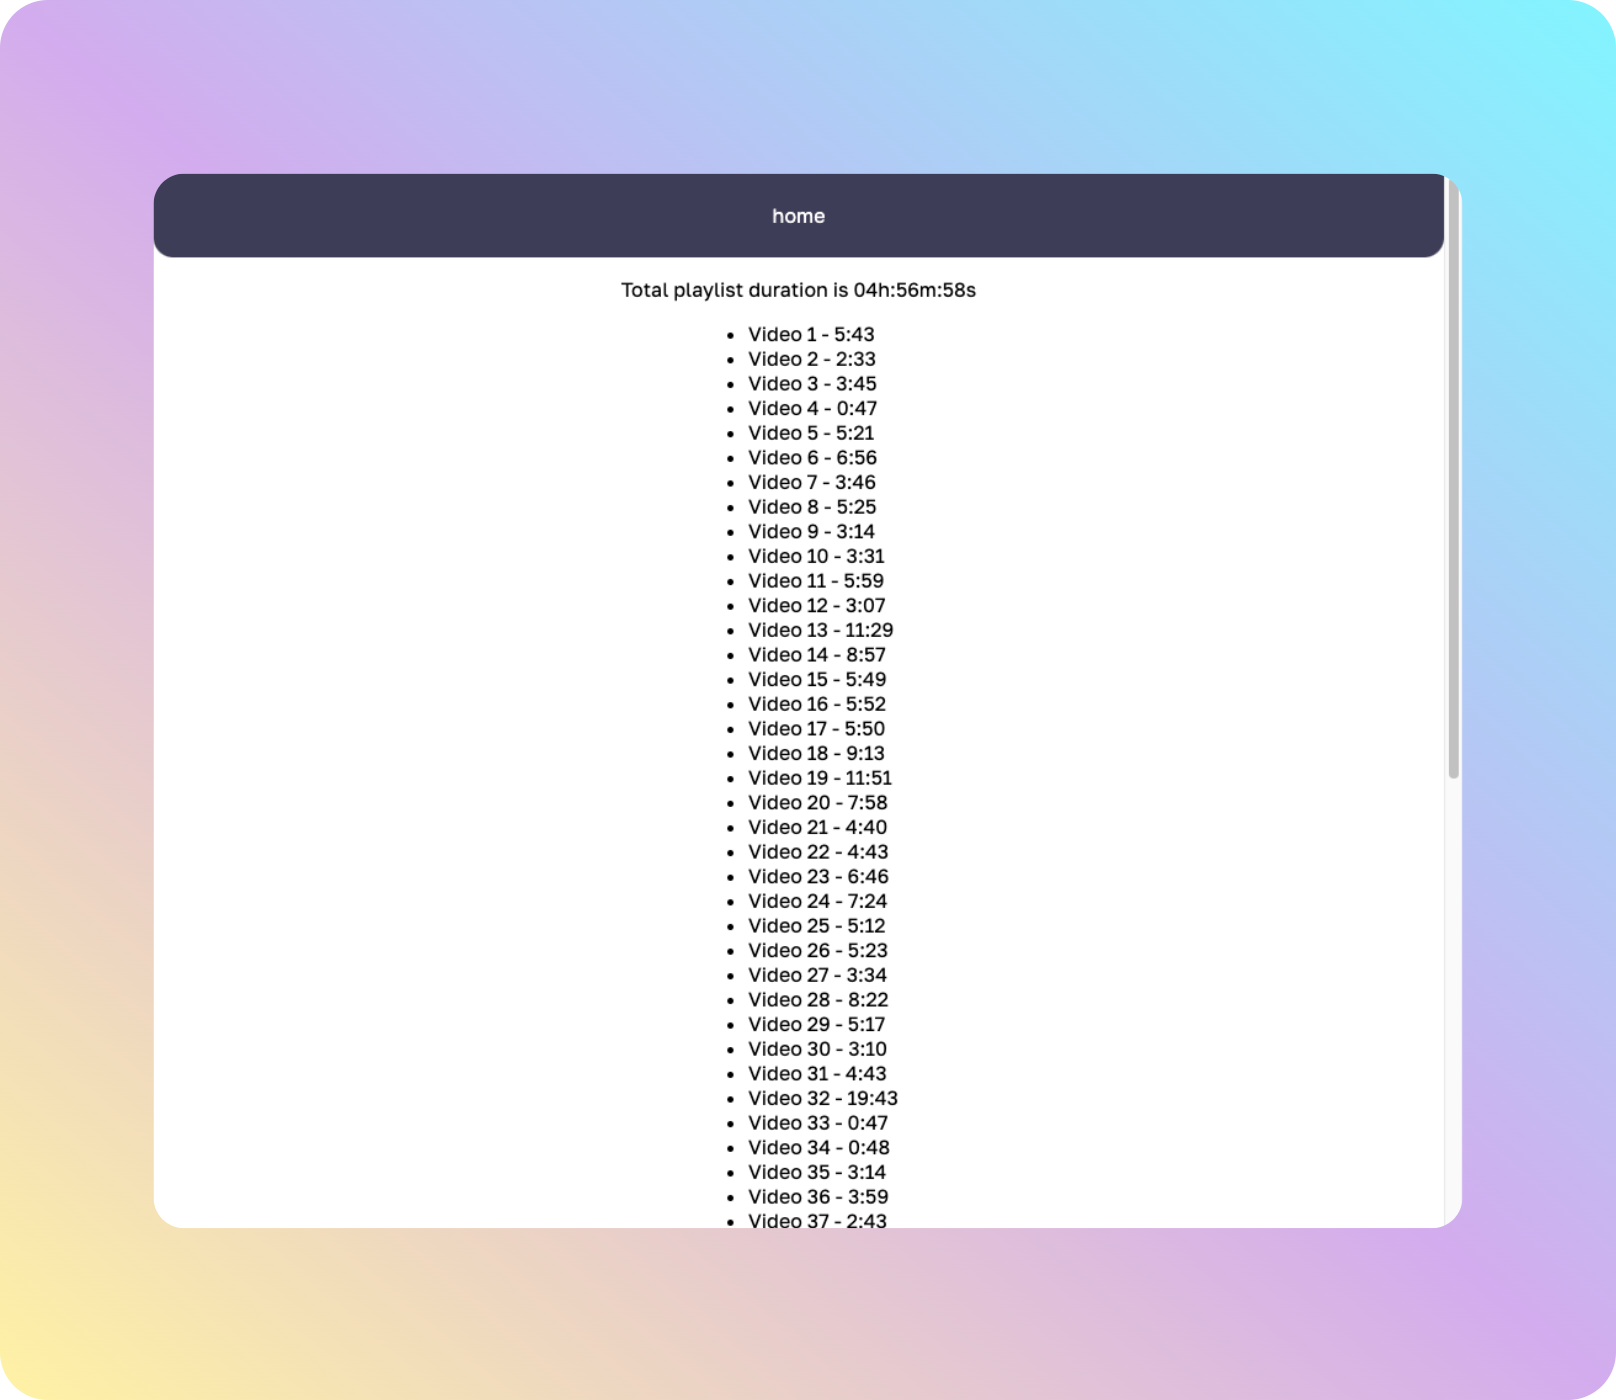 home
Total playlist duration is 04h:56m:58s
• Video 1 - 5:43
• Video 2 - 2:33
• Video 3 - 3:45
• Video 4 - 0:47
• Video 5 - 5:21
• Video 6 - 6:56
• Video 7 - 3:46
• Video 8 - 5:25
• Video 9 - 3:14
• Video 10 - 3:31
• Video 11 - 5:59
• Video 12 - 3:07
• Video 13 - 11:29
• Video 14 - 8:57
• Video 15 - 5:49
• Video 16 - 5:52
• Video 17 - 5:50
• Video 18 - 9:13
• Video 19 - 11:51
• Video 20 - 7:58
• Video 21 - 4:40
• Video 22 - 4:43
• Video 23 - 6:46
• Video 24 - 7:24
• Video 25 - 5:12
• Video 26 - 5:23
• Video 27 - 3:34
• Video 28 - 8:22
• Video 29 - 5:17
• Video 30 - 3:10
• Video 31 - 4:43
• Video 32 - 19:43
• Video 33 - 0:47
• Video 34 - 0:48
• Video 35 - 3:14
• Video 36 - 3:59
• Video 37 - 2:43